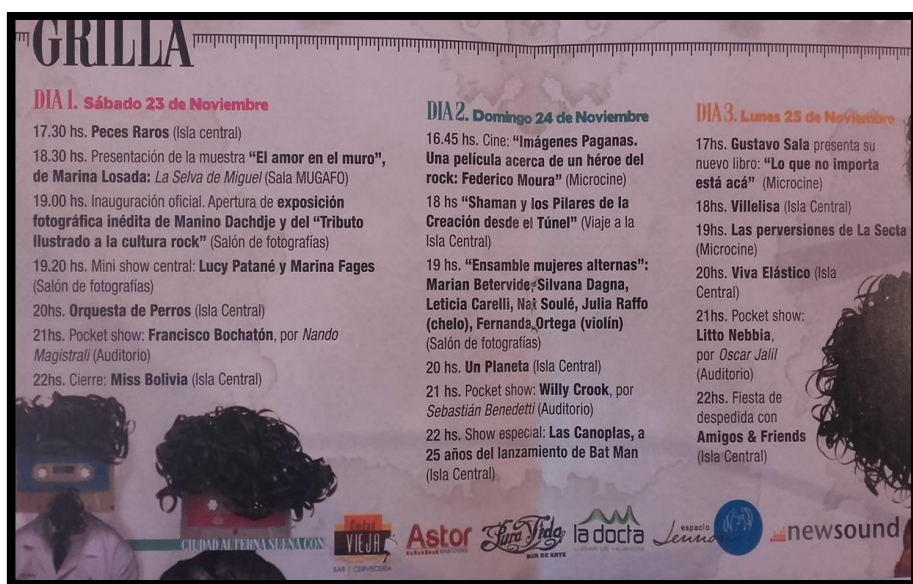 GRILLA
DIA 1. Sábado 23 de Noviembre
17.30 hs. Peces Raros (Isla central)
18.30 hs. Presentación de la muestra “El amor en el muro”,
de Marina Losada: La Selva de Miguel (Sala MUGAFO)
19.00 hs. Inauguración oficial. Apertura de exposición
fotográfica inédita de Manino Dachdje y del “Tributo
Ilustrado a la cultura rock” (Salón de fotografías)
19.20 hs. Mini show central: Lucy Patané y Marina Fages
(Salón de fotografías)
20hs. Orquesta de Perros (Isla Central)
21hs. Pocket show: Francisco Bochatón, por Nando
Magistrali (Auditorio)
22hs. Cierre: Miss Bolivia (Isla Central)
DIA 2. Domingo 24 de Noviembre
16.45 hs. Cine: “Imágenes Paganas.
Una película acerca de un héroe del
rock: Federico Moura” (Microcine)
18 hs “Shaman y los Pilares de la
Creación desde el Túnel” (Viaje a la
Isla Central)
19 hs. “Ensamble mujeres alternas”:
Marian Betervide, Silvana Dagna,
Leticia Carelli, Nat Soulé, Julia Raffo
(chelo), Fernanda Ortega (violín)
(Salón de fotografías)
20 hs. Un Planeta (Isla Central)
21 hs. Pocket show: Willy Crook, por
Sebastián Benedetti (Auditorio)
22 hs. Show especial: Las Canoplas, a
25 años del lanzamiento de Bat Man
(Isla Central)
DIA 3. Lunes 25 de Noviembre
17hs. Gustavo Sala presenta su
nuevo libro: “Lo que no importa
está acá” (Microcine)
18hs. Villelisa (Isla Central)
19hs. Las perversiones de La Secta
(Microcine)
20hs. Viva Elástico (Isla
Central)
21hs. Pocket show:
Litto Nebbia,
por Oscar Jalil
(Auditorio)
22hs. Fiesta de
despedida con
Amigos & Friends
(Isla Central)
CIUDAD ALTERNA SUENA CON
Ciudad
VIEJA
BAR | CERVECERÍA
Astor
MASTERING
Pura Vida
BAR DE ARTE
la docta
LUGAR DE MÚSICOS
espacio
Lennon
newsound